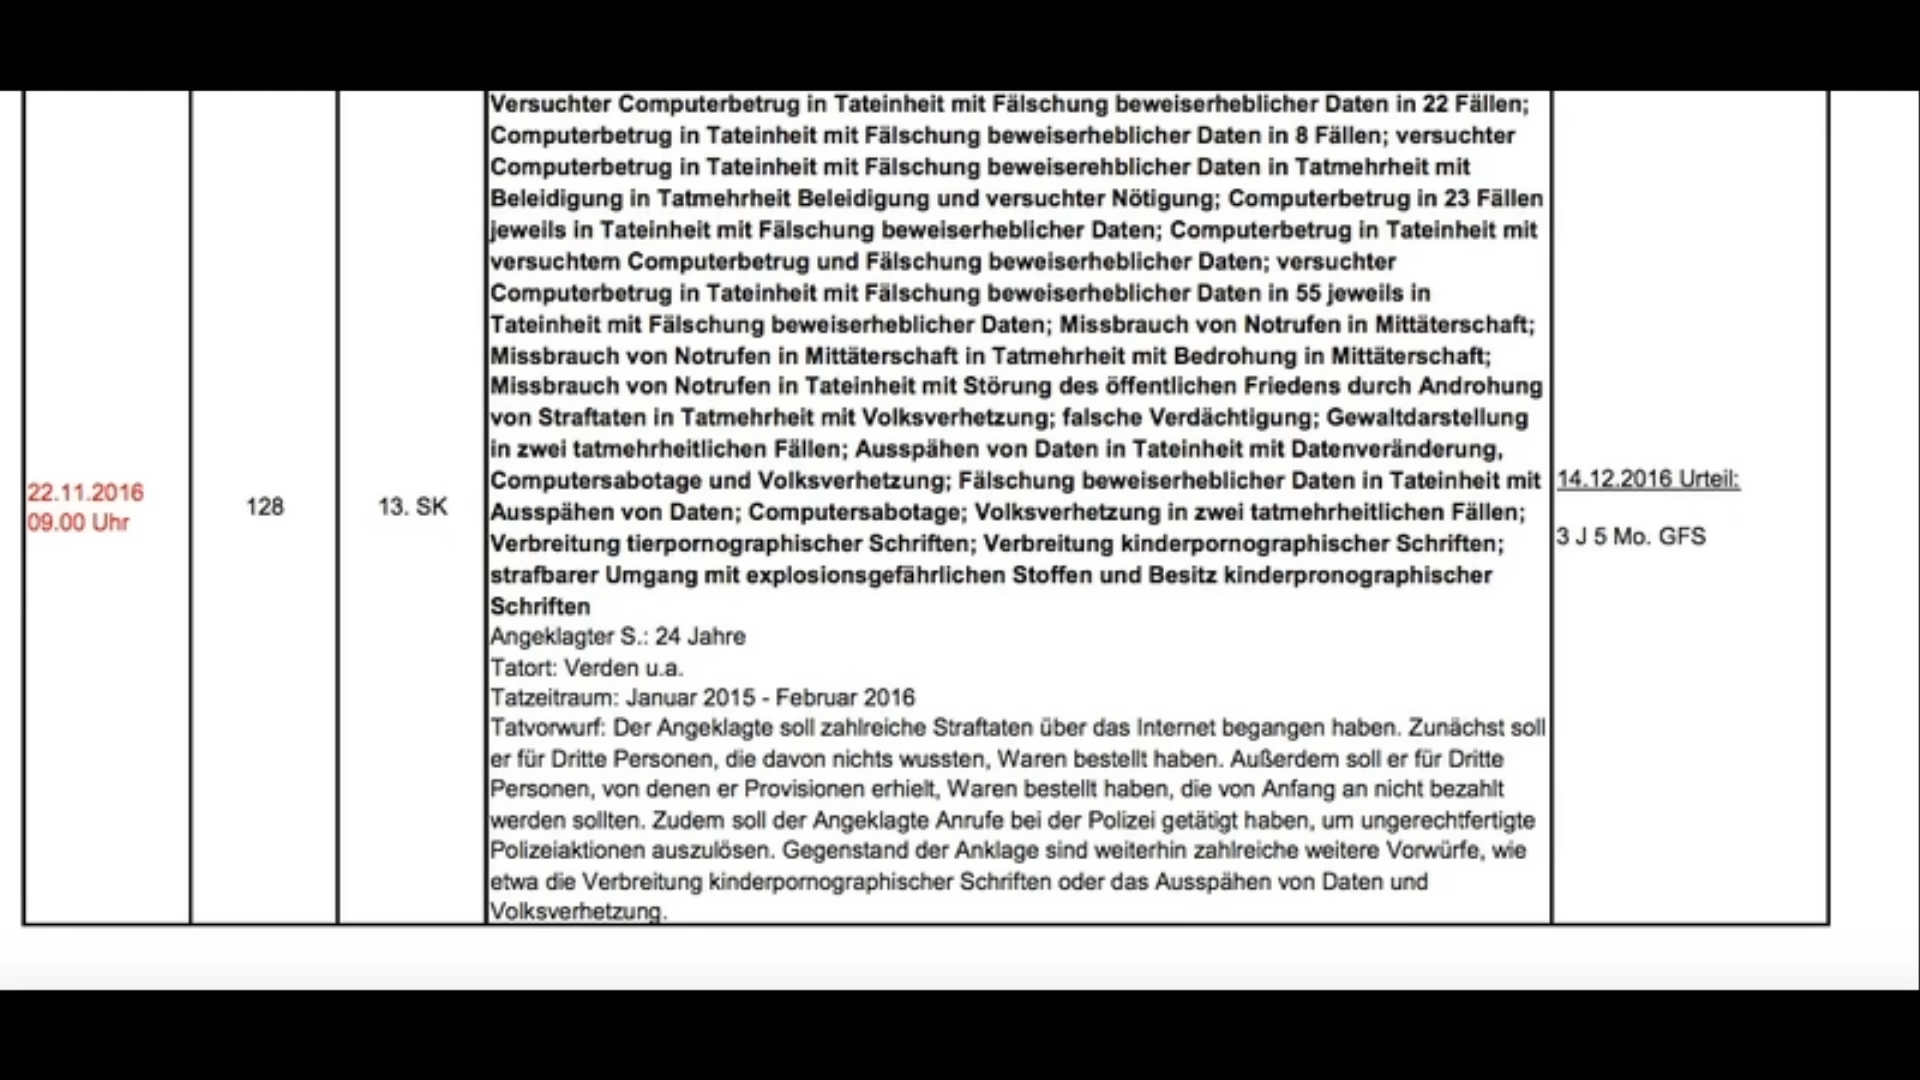 22.11.2016
09.00 Uhr
128
13. SK
Versuchter Computerbetrug in Tateinheit mit Fälschung beweiserheblicher Daten in 22 Fällen;
Computerbetrug in Tateinheit mit Fälschung beweiserheblicher Daten in 8 Fällen; versuchter
Computerbetrug in Tateinheit mit Fälschung beweiserehblicher Daten in Tatmehrheit mit
Beleidigung in Tatmehrheit Beleidigung und versuchter Nötigung; Computerbetrug in 23 Fällen
jeweils in Tateinheit mit Fälschung beweiserheblicher Daten; Computerbetrug in Tateinheit mit
versuchtem Computerbetrug und Fälschung beweiserheblicher Daten; versuchter
Computerbetrug in Tateinheit mit Fälschung beweiserheblicher Daten in 55 jeweils in
Tateinheit mit Fälschung beweiserheblicher Daten; Missbrauch von Notrufen in Mittäterschaft;
Missbrauch von Notrufen in Mittäterschaft in Tatmehrheit mit Bedrohung in Mittäterschaft;
Missbrauch von Notrufen in Tateinheit mit Störung des öffentlichen Friedens durch Androhung
von Straftaten in Tatmehrheit mit Volksverhetzung; falsche Verdächtigung; Gewaltdarstellung
in zwei tatmehrheitlichen Fällen; Ausspähen von Daten in Tateinheit mit Datenveränderung,
Computersabotage und Volksverhetzung; Fälschung beweiserheblicher Daten in Tateinheit mit
Ausspähen von Daten; Computersabotage; Volksverhetzung in zwei tatmehrheitlichen Fällen;
Verbreitung tierpornographischer Schriften; Verbreitung kinderpornographischer Schriften;
strafbarer Umgang mit explosionsgefährlichen Stoffen und Besitz kinderpronographischer
Schriften
Angeklagter S.: 24 Jahre
Tatort: Verden u.a.
Tatzeitraum: Januar 2015 - Februar 2016
Tatvorwurf: Der Angeklagte soll zahlreiche Straftaten über das Internet begangen haben. Zunächst soll
er für Dritte Personen, die davon nichts wussten, Waren bestellt haben. Außerdem soll er für Dritte
Personen, von denen er Provisionen erhielt, Waren bestellt haben, die von Anfang an nicht bezahlt
werden sollten. Zudem soll der Angeklagte Anrufe bei der Polizei getätigt haben, um ungerechtfertigte
Polizeiaktionen auszulösen. Gegenstand der Anklage sind weiterhin zahlreiche weitere Vorwürfe, wie
etwa die Verbreitung kinderpornographischer Schriften oder das Ausspähen von Daten und
Volksverhetzung.
14.12.2016 Urteil:
3 J 5 Mo. GFS